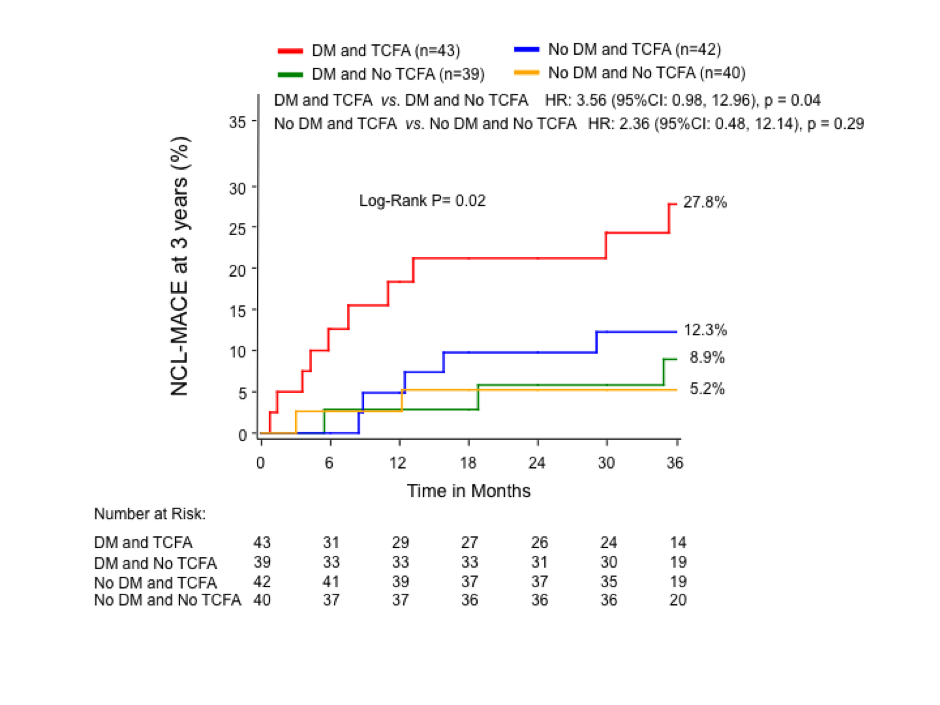 DM and TCFA (n=43) No DM and TCFA (n=42)
DM and No TCFA (n=39) No DM and No TCFA (n=40)
DM and TCFA vs. DM and No TCFA HR: 3.56 (95%CI: 0.98, 12.96), p = 0.04
No DM and TCFA vs. No DM and No TCFA HR: 2.36 (95%CI: 0.48, 12.14), p = 0.29
NCL-MACE at 3 years (%)
35
30
25
20
15
10
5
0
Log-Rank P= 0.02
27.8%
12.3%
8.9%
5.2%
0 6 12 18 24 30 36
Time in Months
Number at Risk:
DM and TCFA 43 31 29 27 26 24 14
DM and No TCFA 39 33 33 33 31 30 19
No DM and TCFA 42 41 39 37 37 35 19
No DM and No TCFA 40 37 37 36 36 36 20